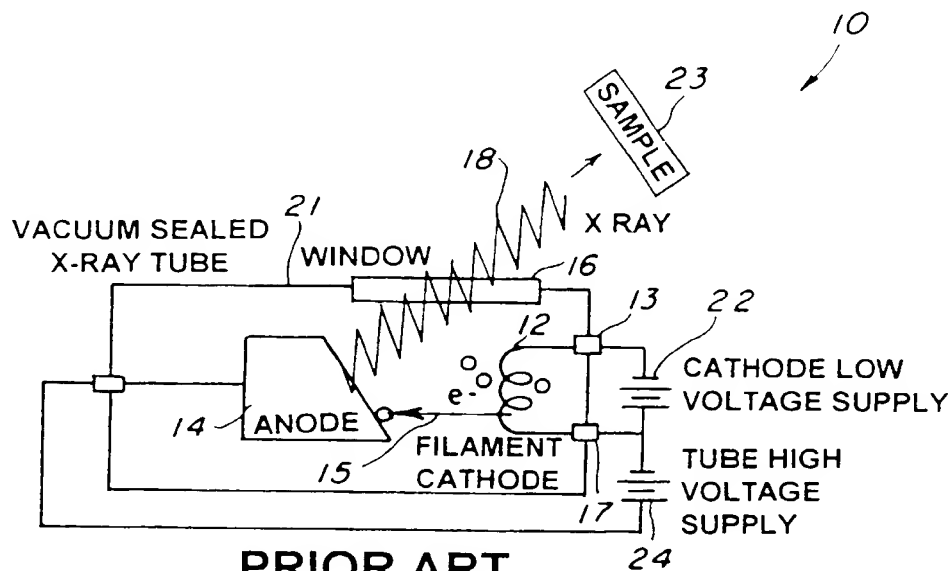 10
23
SAMPLE
18
21
X RAY
VACUUM SEALED
X-RAY TUBE
WINDOW
16
13
12
22
CATHODE LOW
VOLTAGE SUPPLY
e-
14
ANODE
15
FILAMENT
CATHODE
17
TUBE HIGH
VOLTAGE
SUPPLY
24
PRIOR ART